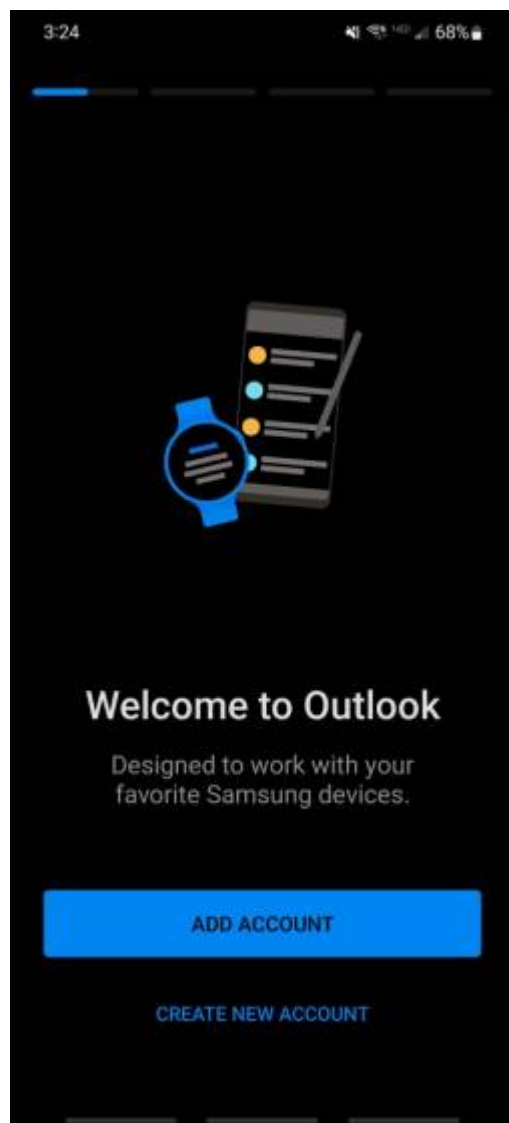 3:24
68%
Welcome to Outlook
Designed to work with your
favorite Samsung devices.
ADD ACCOUNT
CREATE NEW ACCOUNT